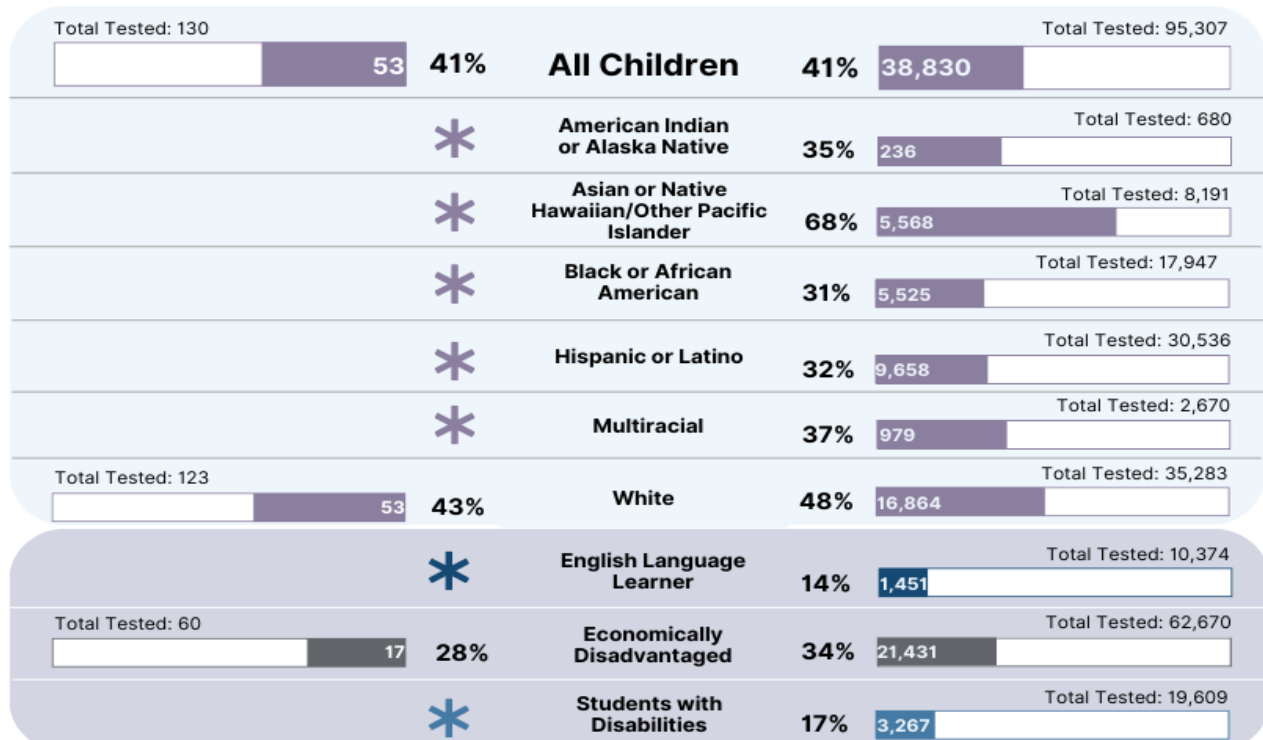 Total Tested: 130
Total Tested: 95,307
53 41% All Children 41% 38,830
Total Tested: 680
American Indian
or Alaska Native
35% 236
Total Tested: 8,191
Asian or Native
Hawaiian/Other Pacific
Islander
68% 5,568
Total Tested: 17,947
Black or African
American
31% 5,525
Total Tested: 30,536
Hispanic or Latino
32% 9,658
Total Tested: 2,670
Multiracial
37% 979
Total Tested: 123
Total Tested: 35,283
53 43% White 48% 16,864
Total Tested: 10,374
English Language
Learner
14% 1,451
Total Tested: 60
Total Tested: 62,670
17 28%
Economically
Disadvantaged
34% 21,431
Total Tested: 19,609
Students with
Disabilities
17% 3,267